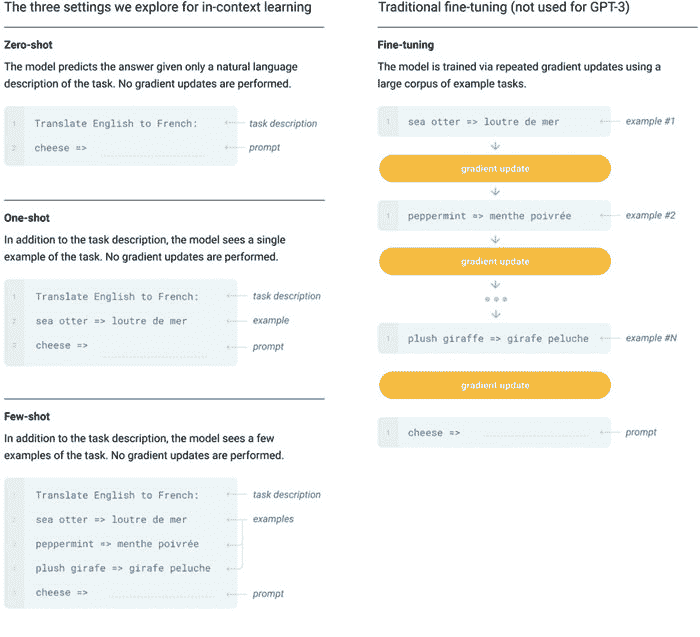 The three settings we explore for in-context learning
Zero-shot
The model predicts the answer given only a natural language
description of the task. No gradient updates are performed.
1 Translate English to French: task description
2 cheese => prompt
One-shot
In addition to the task description, the model sees a single
example of the task. No gradient updates are performed.
1 Translate English to French: task description
2 sea otter => loutre de mer example
3 cheese => prompt
Few-shot
In addition to the task description, the model sees a few
examples of the task. No gradient updates are performed.
Translate English to French: task description
sea otter => loutre de mer examples
peppermint => menthe poivrée
plush girafe => girafe peluche
cheese => prompt
Traditional fine-tuning (not used for GPT-3)
Fine-tuning
The model is trained via repeated gradient updates using a
large corpus of example tasks.
1 sea otter => loutre de mer example #1
gradient update
1 peppermint => menthe poivrée example #2
gradient update
1 plush giraffe => girafe peluche example #N
gradient update
1 cheese => prompt